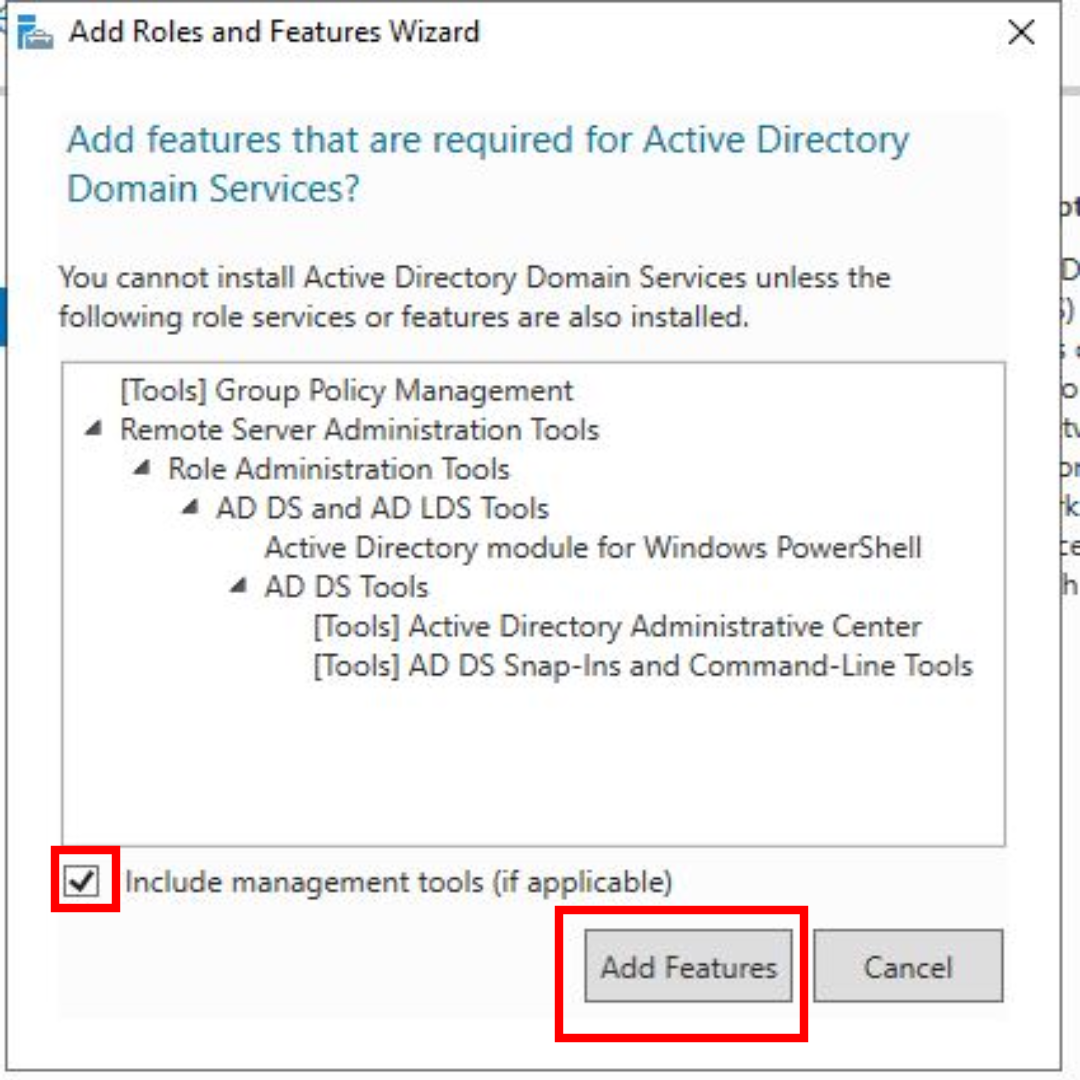 Add Roles and Features Wizard
Add features that are required for Active Directory
Domain Services?
You cannot install Active Directory Domain Services unless the
following role services or features are also installed.
[Tools] Group Policy Management
Remote Server Administration Tools
Role Administration Tools
AD DS and AD LDS Tools
Active Directory module for Windows PowerShell
AD DS Tools
[Tools] Active Directory Administrative Center
[Tools] AD DS Snap-Ins and Command-Line Tools
Include management tools (if applicable)
Add Features
Cancel